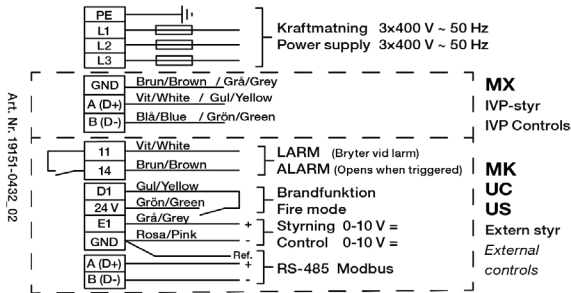 PE
L1
L2
L3
Kraftmatning 3×400 V ~ 50 Hz
Power supply 3×400 V ~ 50 Hz
GND Brun/Brown / Grå/Grey
A (D+) Vit/White / Gul/Yellow
B (D-) Blå/Blue / Grön/Green
MX
IVP-styr
IVP Controls
11 Vit/White
14 Brun/Brown
LARM (Bryter vid larm)
ALARM (Opens when triggered)
D1 Gul/Yellow
24 V Grön/Green
Brandfunktion
Fire mode
E1 Grå/Grey +
GND Rosa/Pink -
Styrning 0-10 V =
Control 0-10 V =
Ref.
A (D+) +
B (D-) -
RS-485 Modbus
MK
UC
US
Extern styr
External
controls
Art. Nr. 19151-0432_02